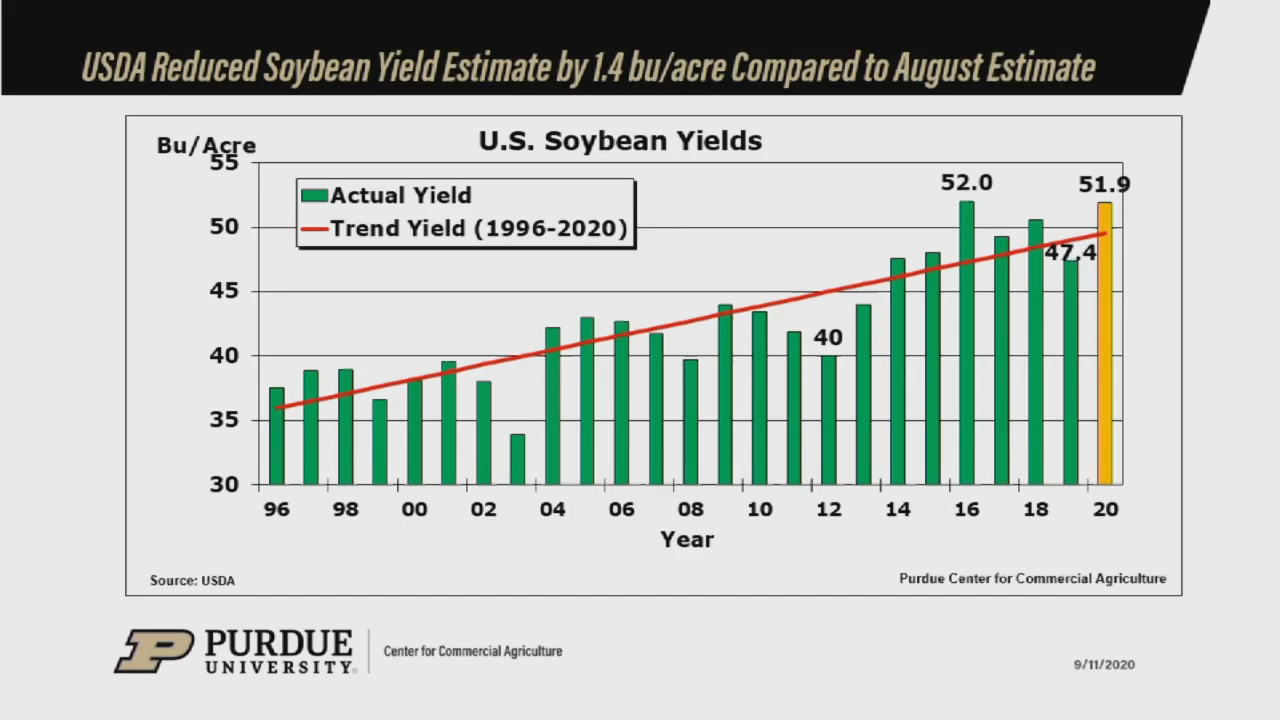 USDA Reduced Soybean Yield Estimate by 1.4 bu/acre Compared to August Estimate
U.S. Soybean Yields
Bu/Acre
55
Actual Yield
Trend Yield (1996-2020)
50
45
40
35
30
52.0
51.9
47.4
40
96 98 00 02 04 06 08 10 12 14 16 18 20
Year
Source: USDA
Purdue Center for Commercial Agriculture
PURDUE
UNIVERSITY
Center for Commercial Agriculture
9/11/2020